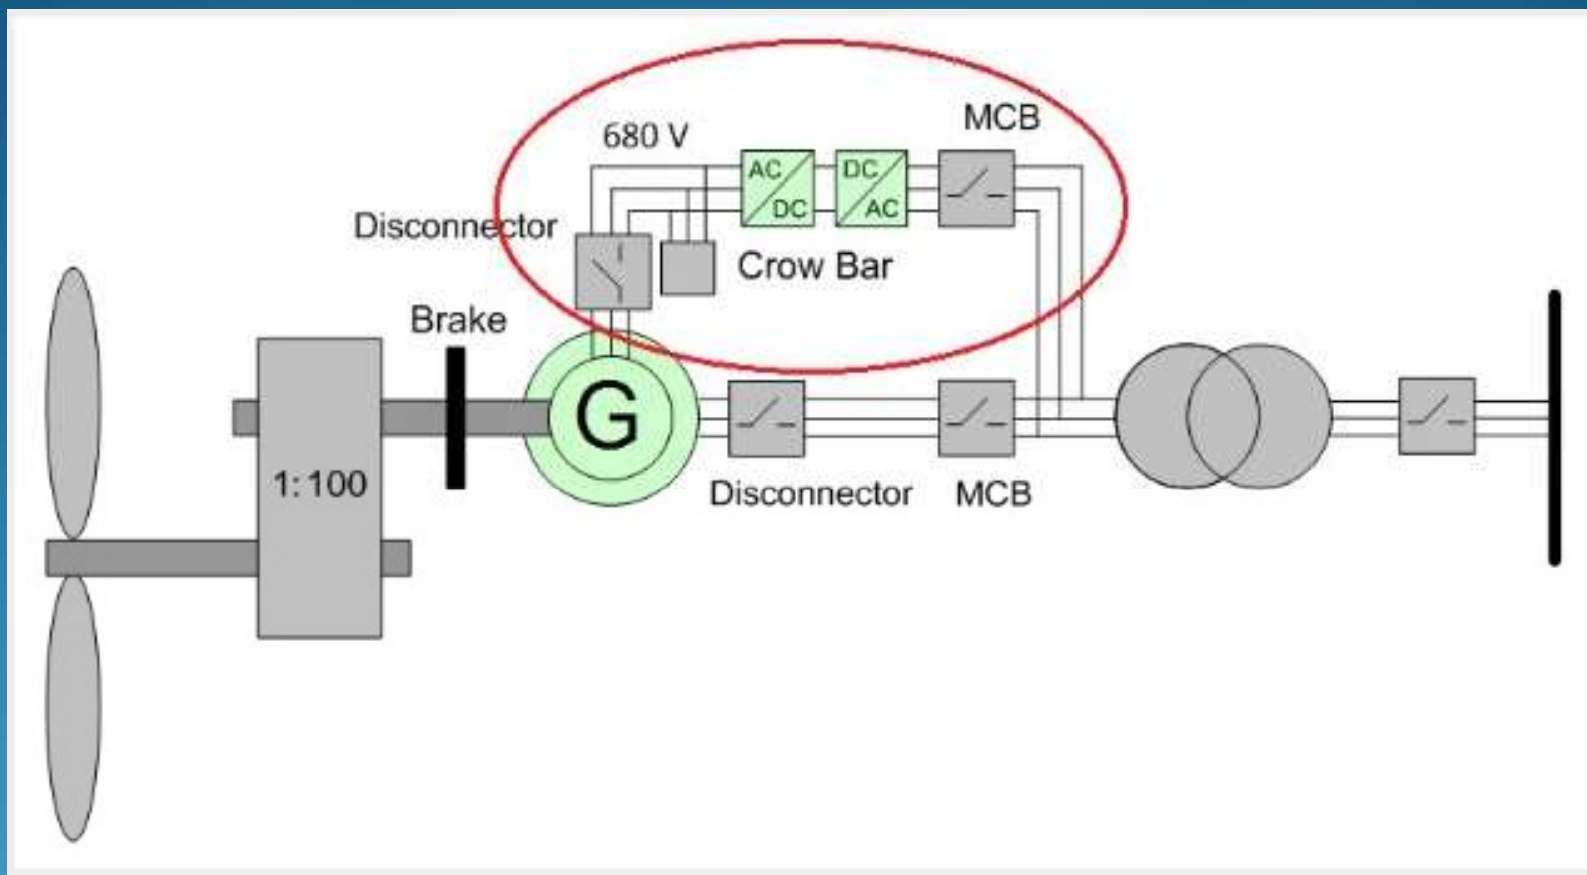 680 V
MCB
AC
DC
DC
AC
Disconnector
Crow Bar
Brake
G
1:100
Disconnector
MCB